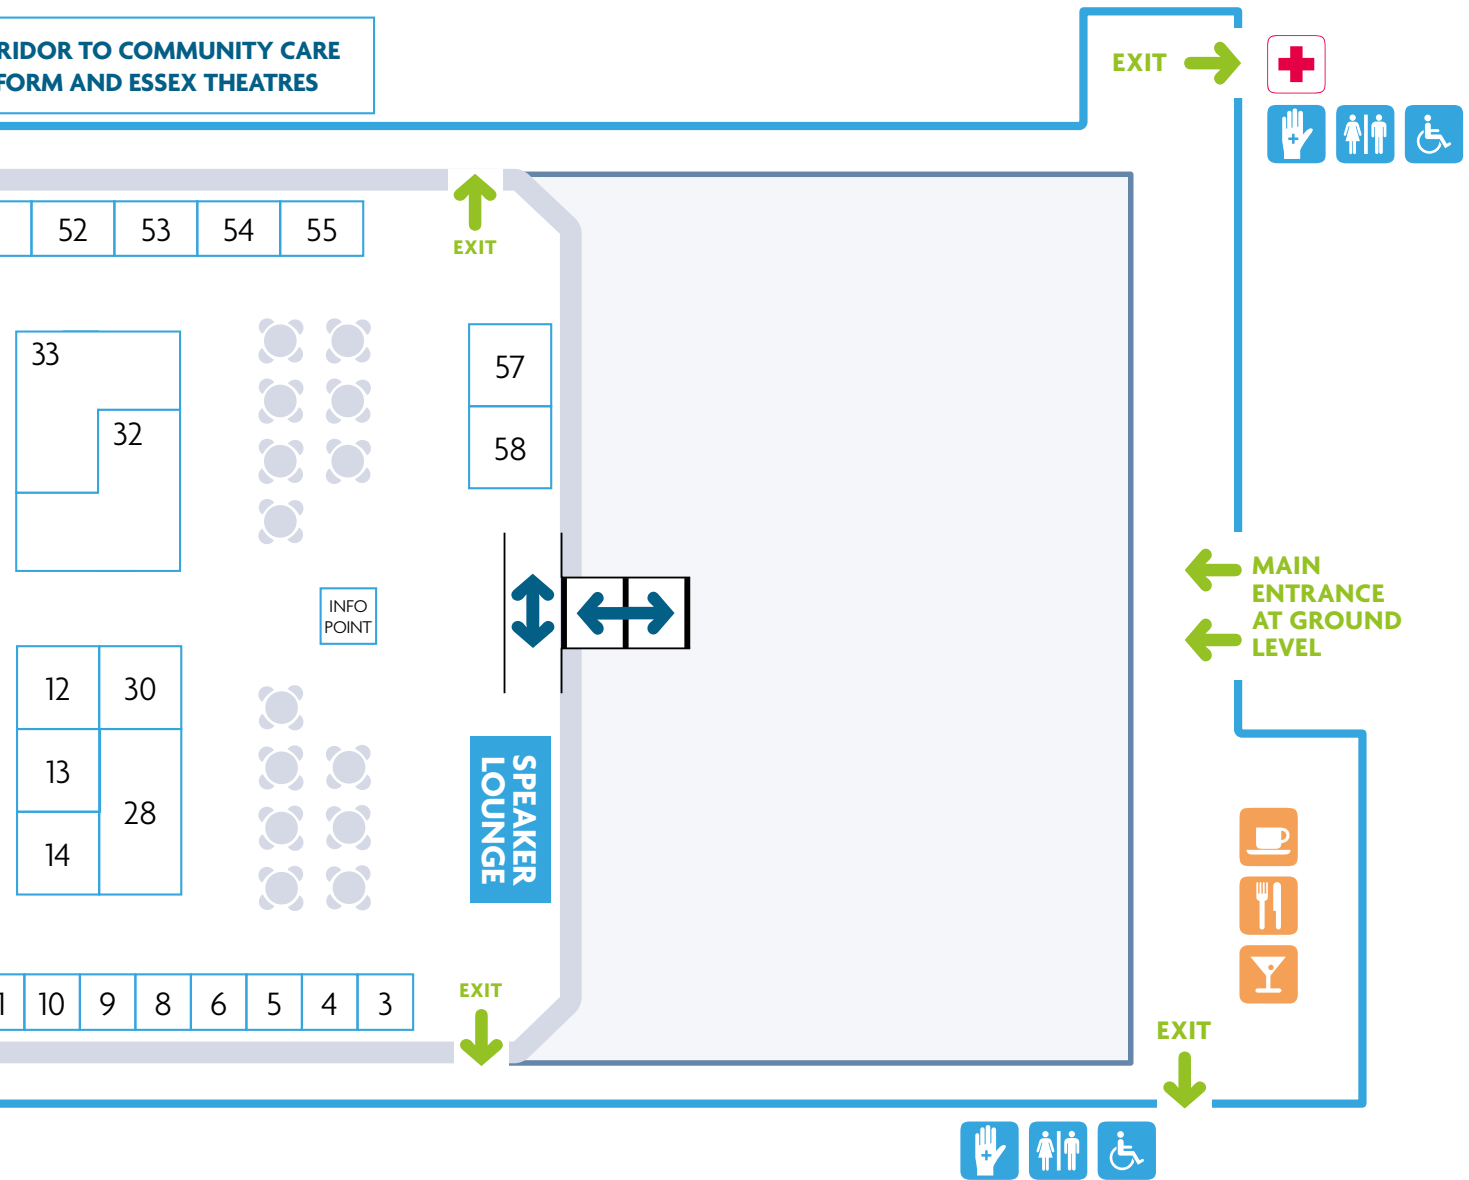 RIDOR TO COMMUNITY CARE
FORM AND ESSEX THEATRES
EXIT
52 53 54 55
EXIT
33
32
57
58
MAIN
ENTRANCE
AT GROUND
LEVEL
INFO
POINT
12 30
13
28
14
SPEAKER
LOUNGE
1 10 9 8 6 5 4 3
EXIT
EXIT